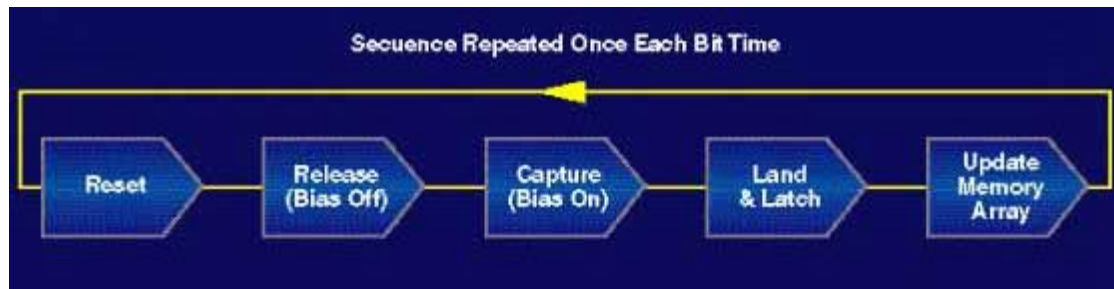 Secuence Repeated Once Each Bit Time
Reset
Release
(Bias Off)
Capture
(Bias On)
Land
& Latch
Update
Memory
Array